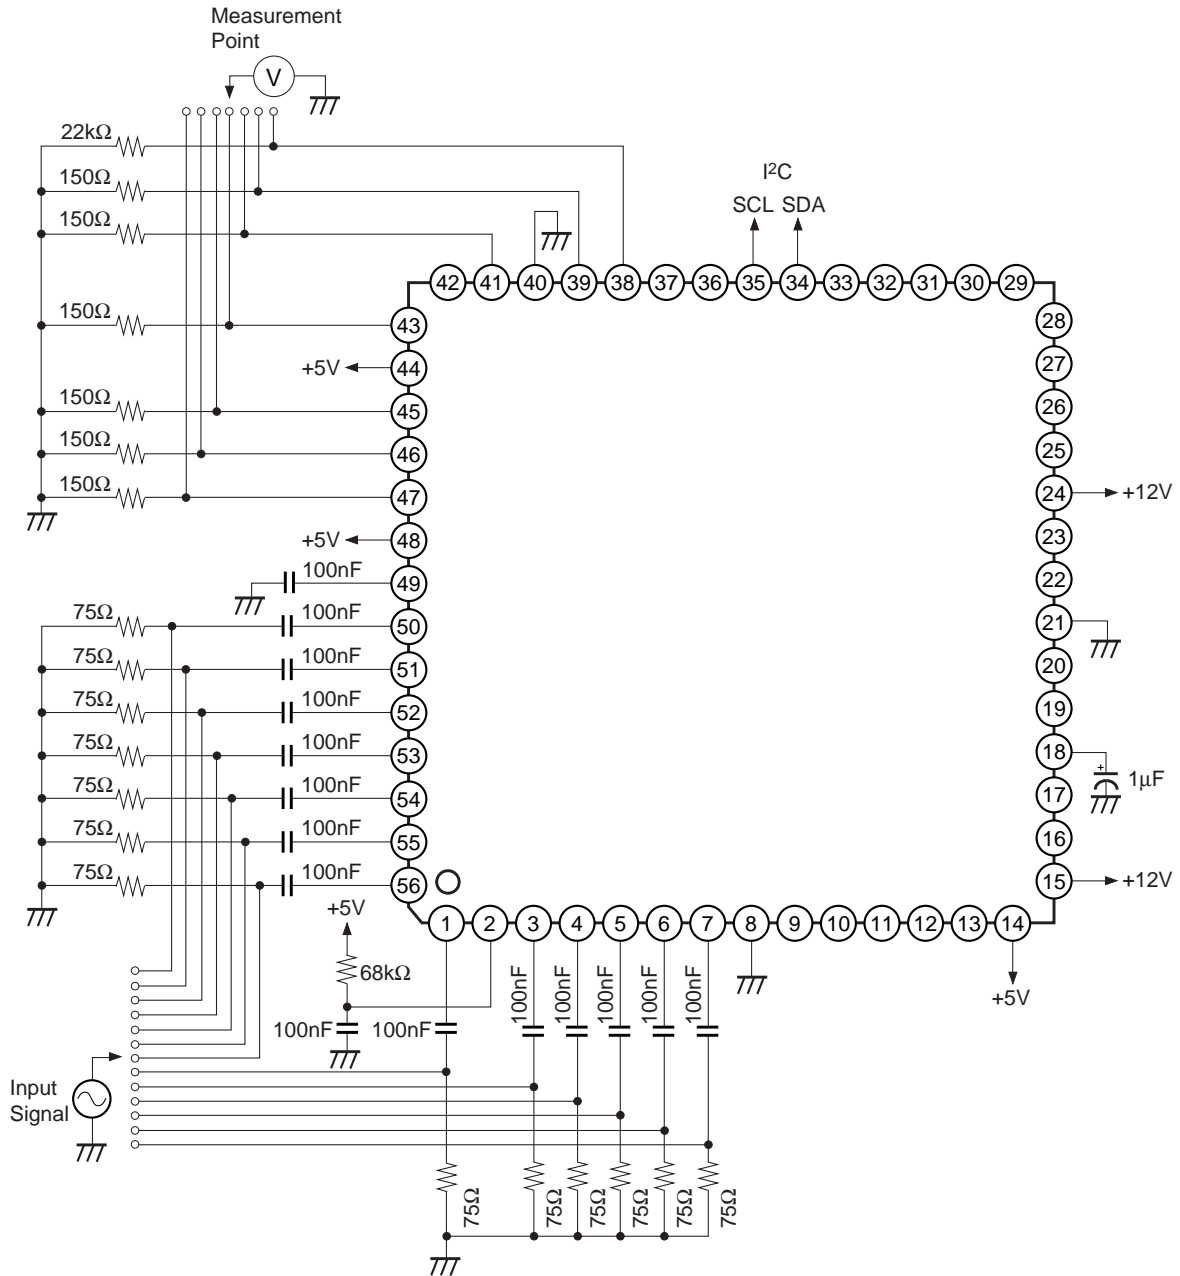 Measurement
Point
V
22kΩ
150Ω
150Ω
150Ω
150Ω
150Ω
150Ω
I²C
SCL SDA
42 41 40 39 38 37 36 35 34 33 32 31 30 29
43
+5V 44
45
46
47
+5V 48
100nF 49
75Ω 100nF 50
75Ω 100nF 51
75Ω 100nF 52
75Ω 100nF 53
75Ω 100nF 54
75Ω 100nF 55
75Ω 100nF 56
28
27
26
25
24 +12V
23
22
21
20
19
18
+ 1µF
17
16
15 +12V
1 2 3 4 5 6 7 8 9 10 11 12 13 14
+5V
68kΩ
100nF
100nF
100nF
100nF
100nF
100nF
100nF
+5V
Input
Signal
75Ω
75Ω
75Ω
75Ω
75Ω
75Ω